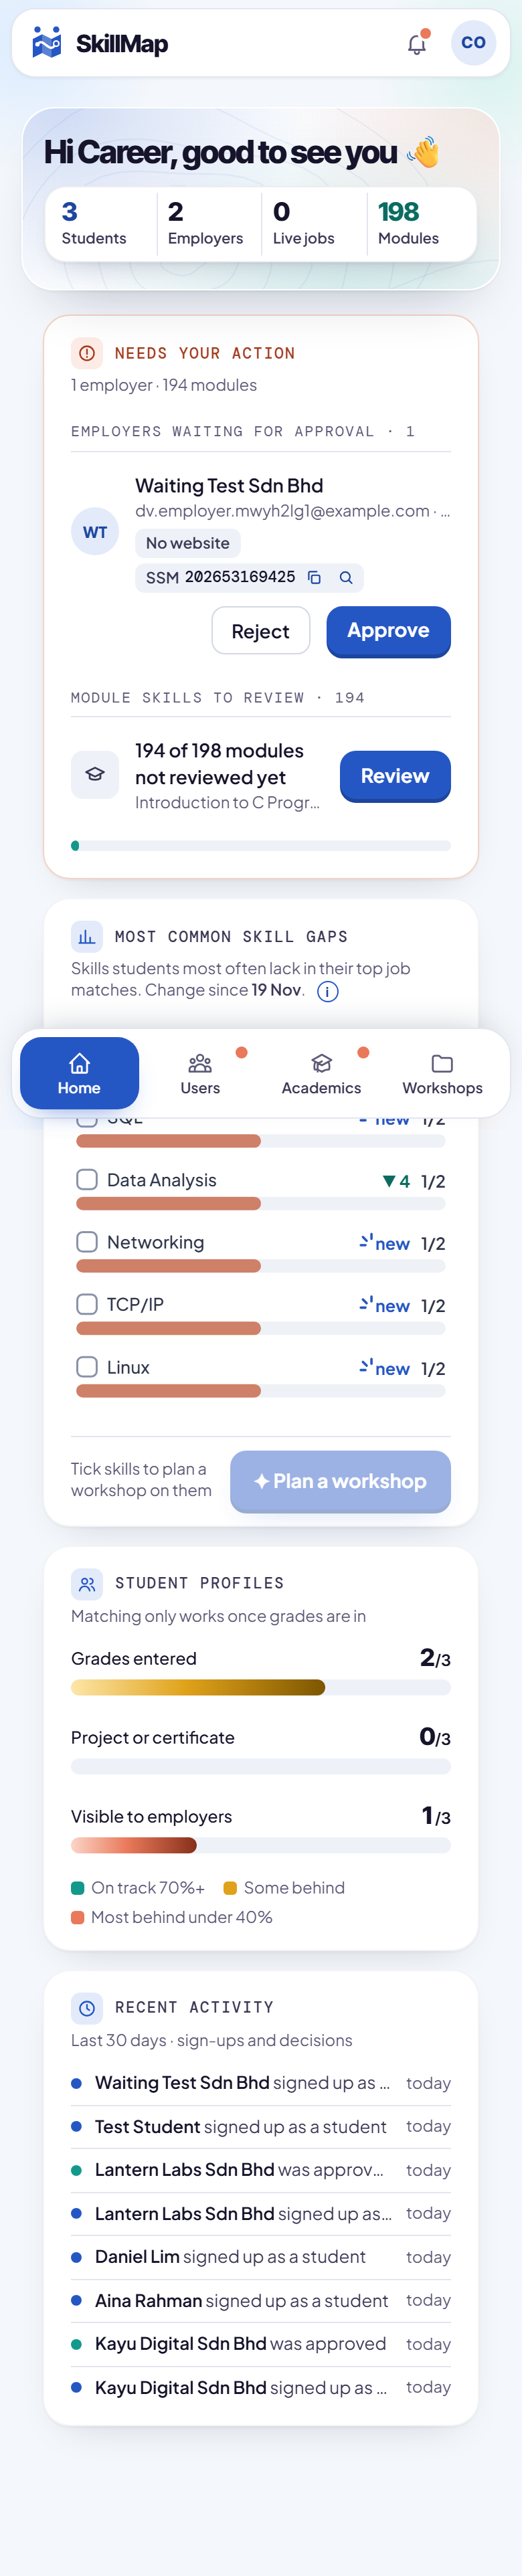 SkillMap
CO
Hi Career, good to see you 👋
3
Students
2
Employers
0
Live jobs
198
Modules
NEEDS YOUR ACTION
1 employer · 194 modules
EMPLOYERS WAITING FOR APPROVAL · 1
WT
Waiting Test Sdn Bhd
dv.employer.mwyh2lg1@example.com · ...
No website
SSM 202653169425
Reject
Approve
MODULE SKILLS TO REVIEW · 194
194 of 198 modules
not reviewed yet
Introduction to C Progr...
Review
MOST COMMON SKILL GAPS
Skills students most often lack in their top job
matches. Change since 19 Nov.
Home
Users
Academics
Workshops
SQL new 1/2
Data Analysis ▼4 1/2
Networking new 1/2
TCP/IP new 1/2
Linux new 1/2
Tick skills to plan a
workshop on them
✦ Plan a workshop
STUDENT PROFILES
Matching only works once grades are in
Grades entered 2/3
Project or certificate 0/3
Visible to employers 1/3
On track 70%+ Some behind
Most behind under 40%
RECENT ACTIVITY
Last 30 days · sign-ups and decisions
Waiting Test Sdn Bhd signed up as ... today
Test Student signed up as a student today
Lantern Labs Sdn Bhd was approv... today
Lantern Labs Sdn Bhd signed up as... today
Daniel Lim signed up as a student today
Aina Rahman signed up as a student today
Kayu Digital Sdn Bhd was approved today
Kayu Digital Sdn Bhd signed up as ... today